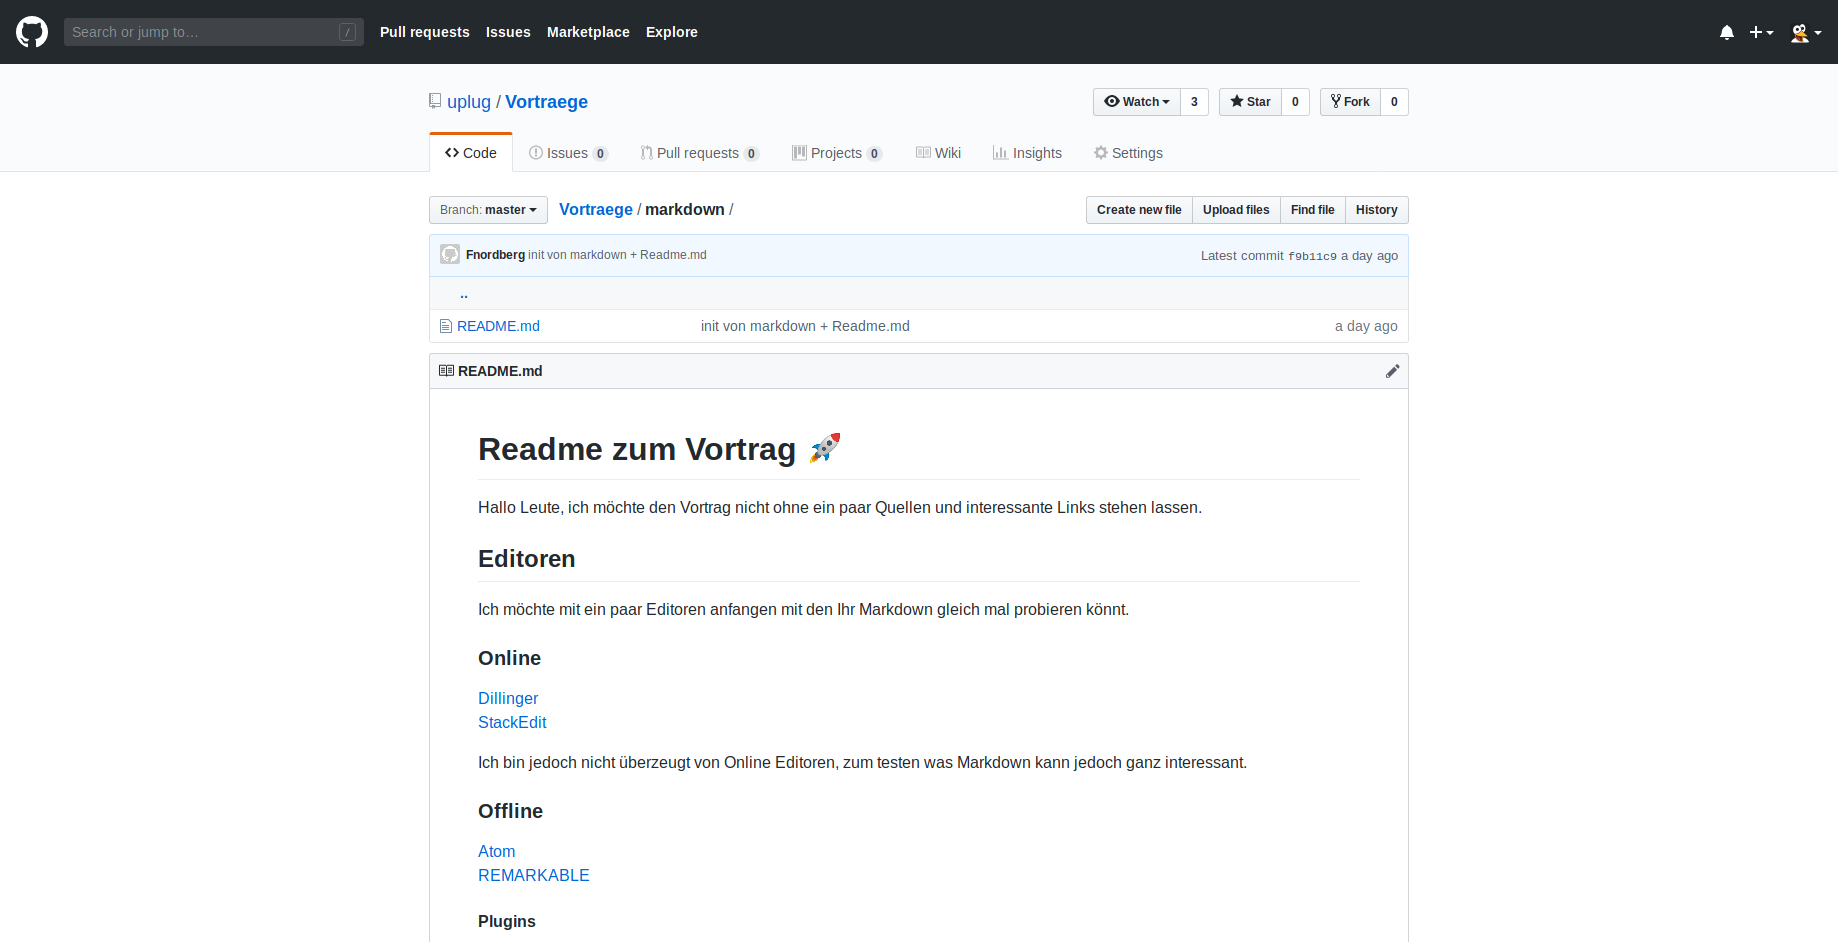 Search or jump to… /
Pull requests Issues Marketplace Explore
uplug / Vortraege
Watch 3 Star 0 Fork 0
Code Issues 0 Pull requests 0 Projects 0 Wiki Insights Settings
Branch: master Vortraege / markdown /
Create new file Upload files Find file History
Fnordberg init von markdown + Readme.md Latest commit f9b11c9 a day ago
..
README.md init von markdown + Readme.md a day ago
README.md
Readme zum Vortrag 🚀
Hallo Leute, ich möchte den Vortrag nicht ohne ein paar Quellen und interessante Links stehen lassen.
Editoren
Ich möchte mit ein paar Editoren anfangen mit den Ihr Markdown gleich mal probieren könnt.
Online
Dillinger
StackEdit
Ich bin jedoch nicht überzeugt von Online Editoren, zum testen was Markdown kann jedoch ganz interessant.
Offline
Atom
REMARKABLE
Plugins